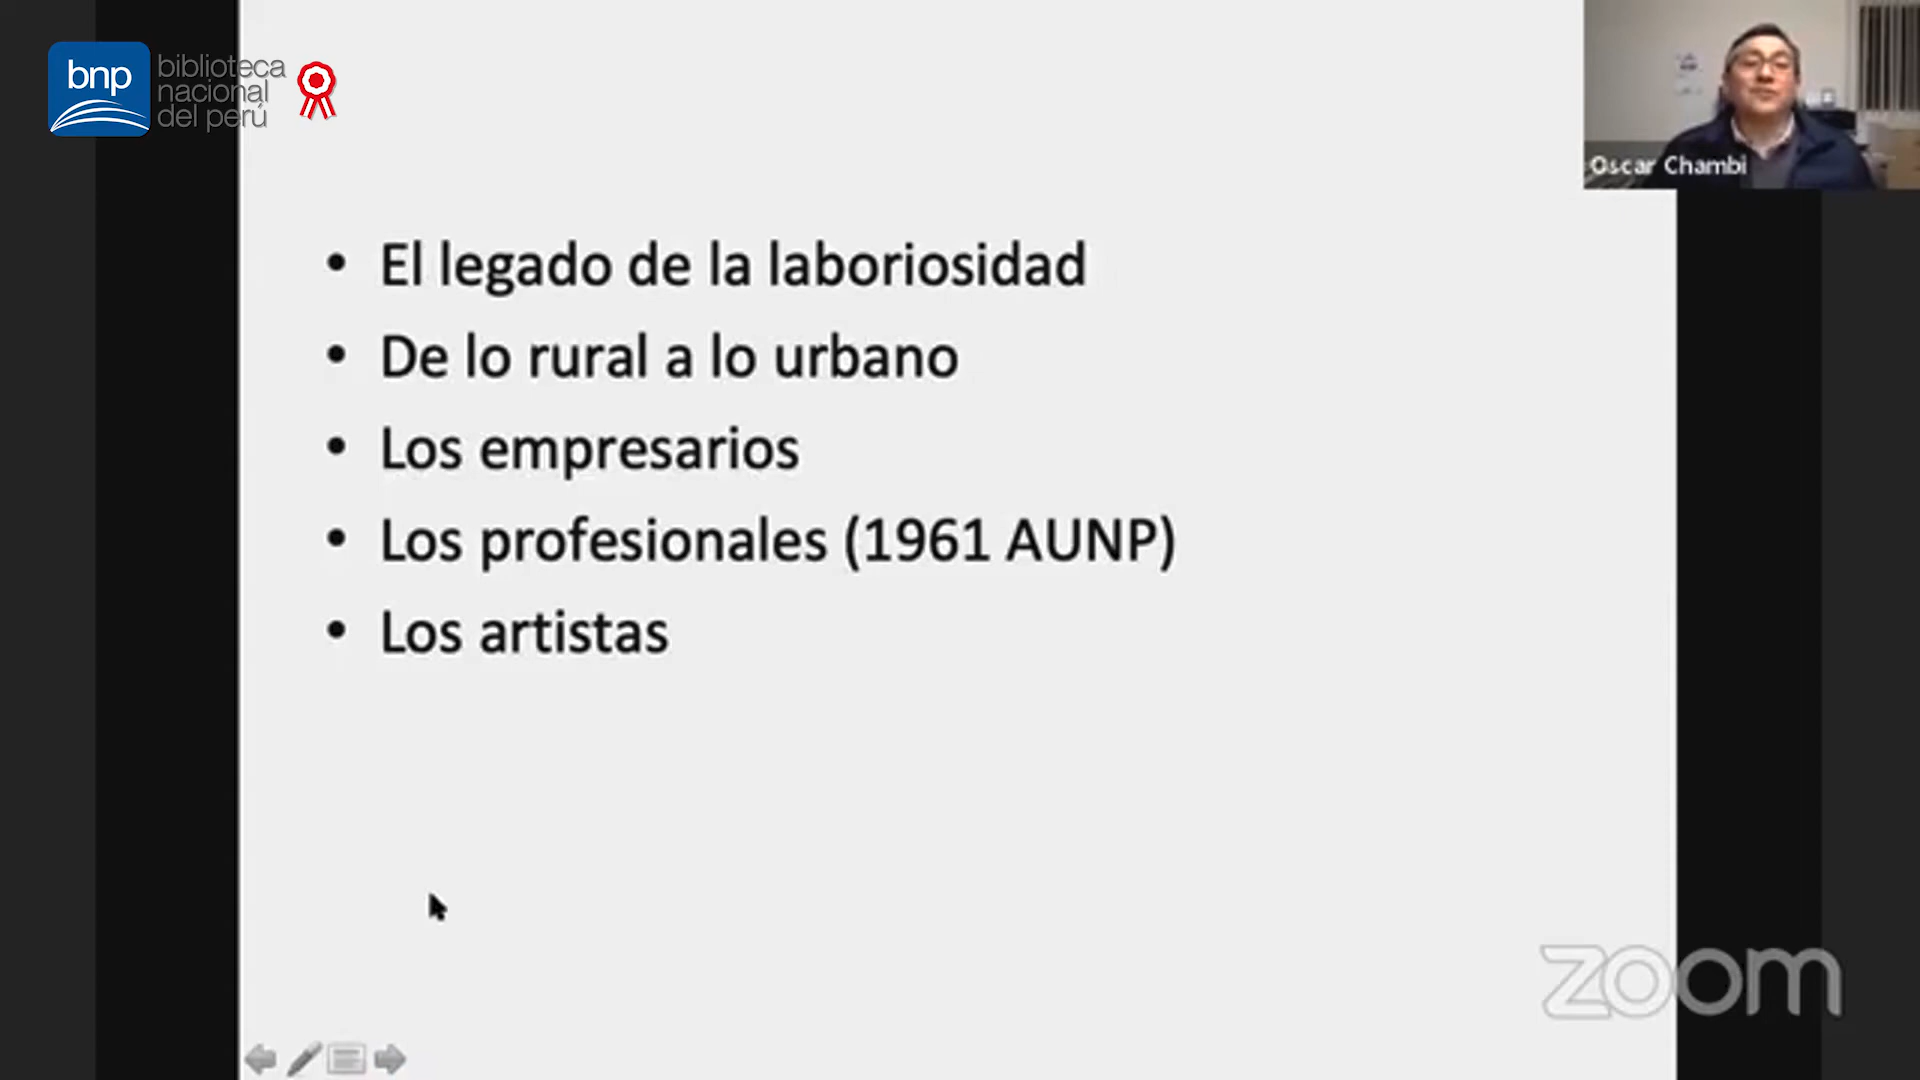 bnp
biblioteca
nacional
del perú
Oscar Chambi
• El legado de la laboriosidad
• De lo rural a lo urbano
• Los empresarios
• Los profesionales (1961 AUNP)
• Los artistas
zoom